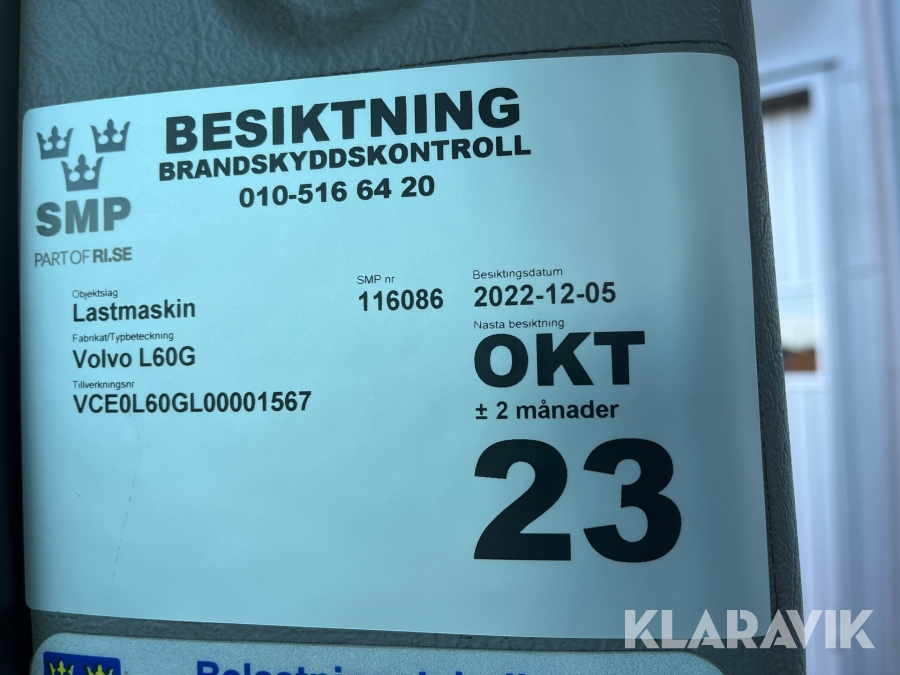 BESIKTNING
BRANDSKYDDSKONTROLL
010-516 64 20
SMP
PART OF RI.SE
Objektslag
Lastmaskin
SMP nr
116086
Besiktingsdatum
2022-12-05
Fabrikat/Typbeteckning
Volvo L60G
Nasta besiktning
OKT
± 2 månader
23
Tillverkningsnr
VCE0L60GL00001567
KLARAVIK